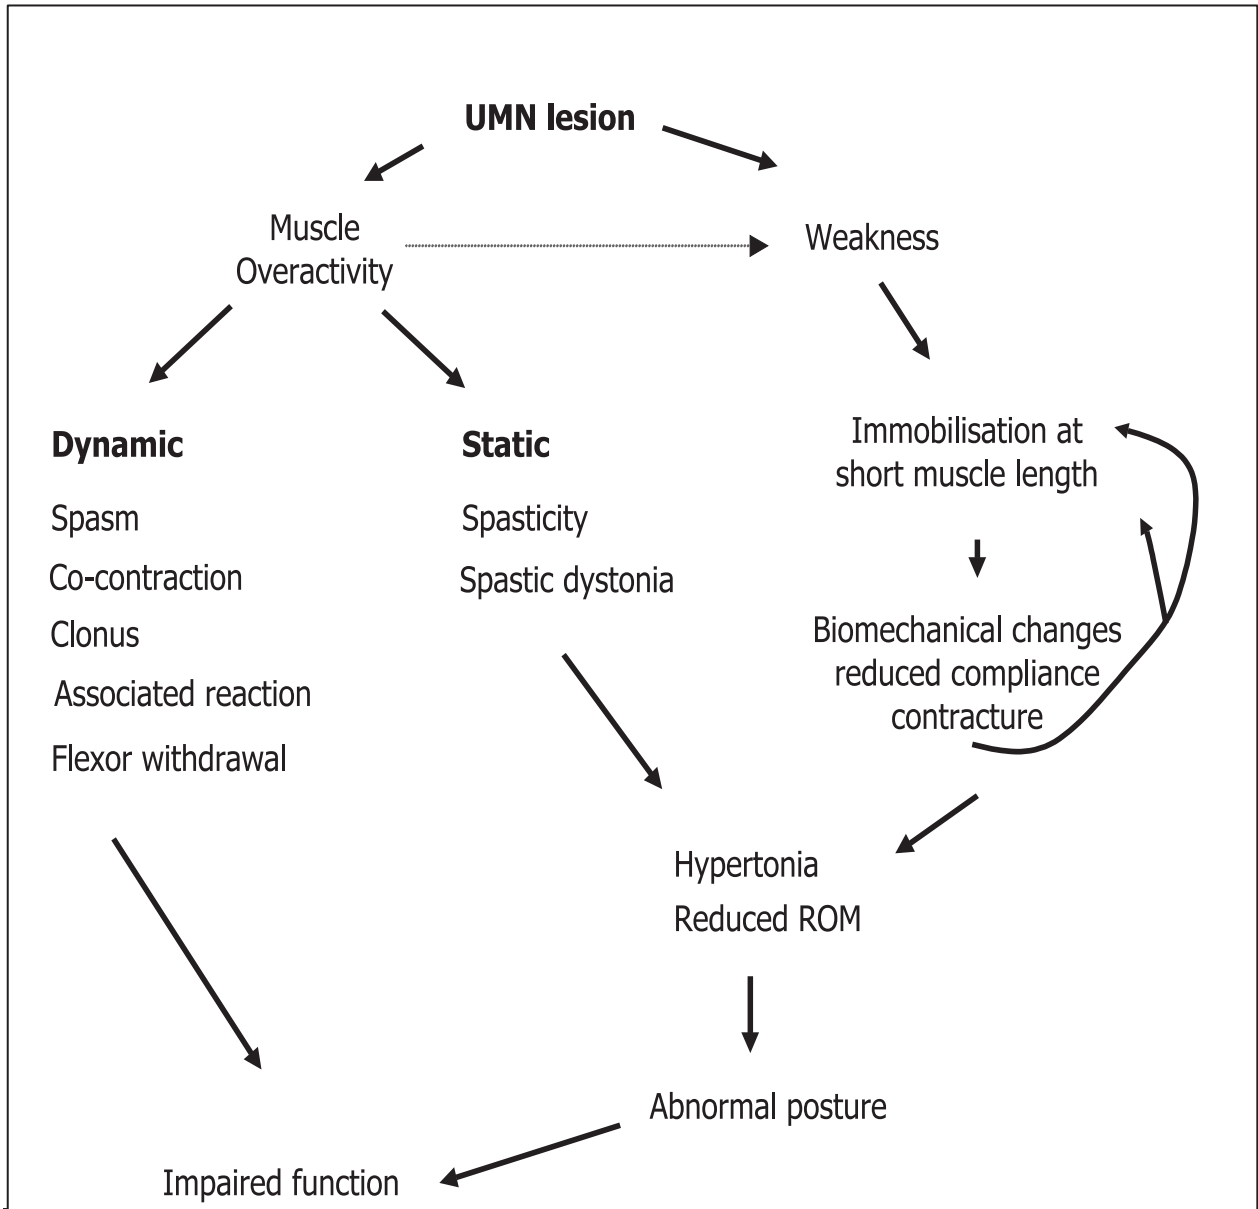 UMN lesion
Muscle
Overactivity
Weakness
Dynamic
Spasm
Co-contraction
Clonus
Associated reaction
Flexor withdrawal
Static
Spasticity
Spastic dystonia
Immobilisation at
short muscle length
Biomechanical changes
reduced compliance
contracture
Hypertonia
Reduced ROM
Abnormal posture
Impaired function